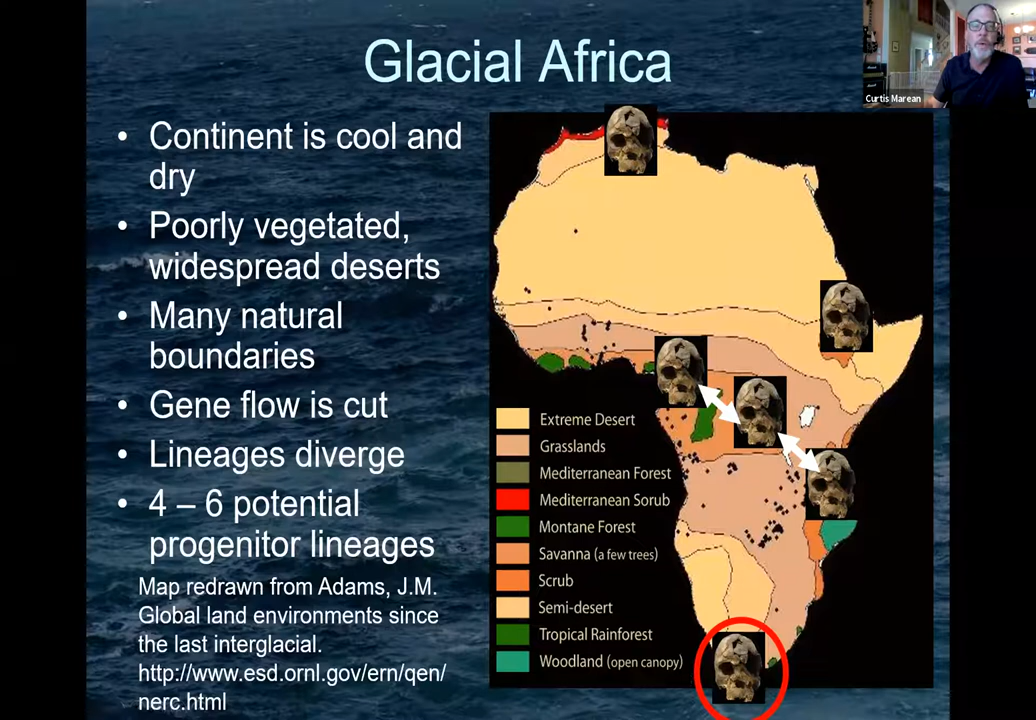 Glacial Africa
Curtis Marean
• Continent is cool and
dry
• Poorly vegetated,
widespread deserts
• Many natural
boundaries
• Gene flow is cut
• Lineages diverge
• 4 – 6 potential
progenitor lineages
Map redrawn from Adams, J.M.
Global land environments since
the last interglacial.
http://www.esd.ornl.gov/ern/qen/
nerc.html
Extreme Desert
Grasslands
Mediterranean Forest
Mediterranean Sorub
Montane Forest
Savanna (a few trees)
Scrub
Semi-desert
Tropical Rainforest
Woodland (open canopy)